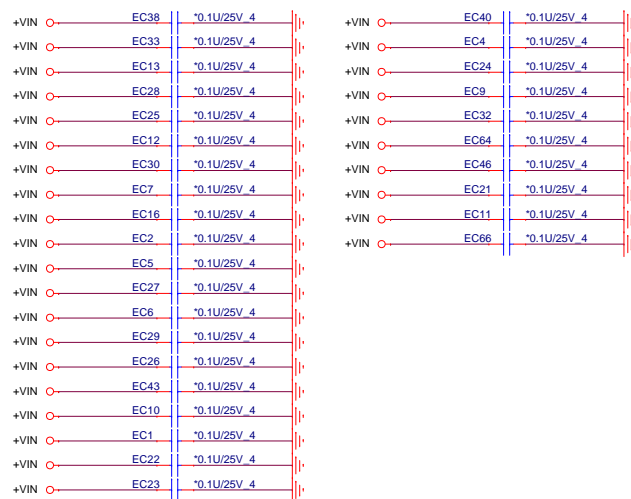 +VIN EC38 *0.1U/25V_4
+VIN EC33 *0.1U/25V_4
+VIN EC13 *0.1U/25V_4
+VIN EC28 *0.1U/25V_4
+VIN EC25 *0.1U/25V_4
+VIN EC12 *0.1U/25V_4
+VIN EC30 *0.1U/25V_4
+VIN EC7 *0.1U/25V_4
+VIN EC16 *0.1U/25V_4
+VIN EC2 *0.1U/25V_4
+VIN EC5 *0.1U/25V_4
+VIN EC27 *0.1U/25V_4
+VIN EC6 *0.1U/25V_4
+VIN EC29 *0.1U/25V_4
+VIN EC26 *0.1U/25V_4
+VIN EC43 *0.1U/25V_4
+VIN EC10 *0.1U/25V_4
+VIN EC1 *0.1U/25V_4
+VIN EC22 *0.1U/25V_4
+VIN EC23 *0.1U/25V_4
+VIN EC40 *0.1U/25V_4
+VIN EC4 *0.1U/25V_4
+VIN EC24 *0.1U/25V_4
+VIN EC9 *0.1U/25V_4
+VIN EC32 *0.1U/25V_4
+VIN EC64 *0.1U/25V_4
+VIN EC46 *0.1U/25V_4
+VIN EC21 *0.1U/25V_4
+VIN EC11 *0.1U/25V_4
+VIN EC66 *0.1U/25V_4